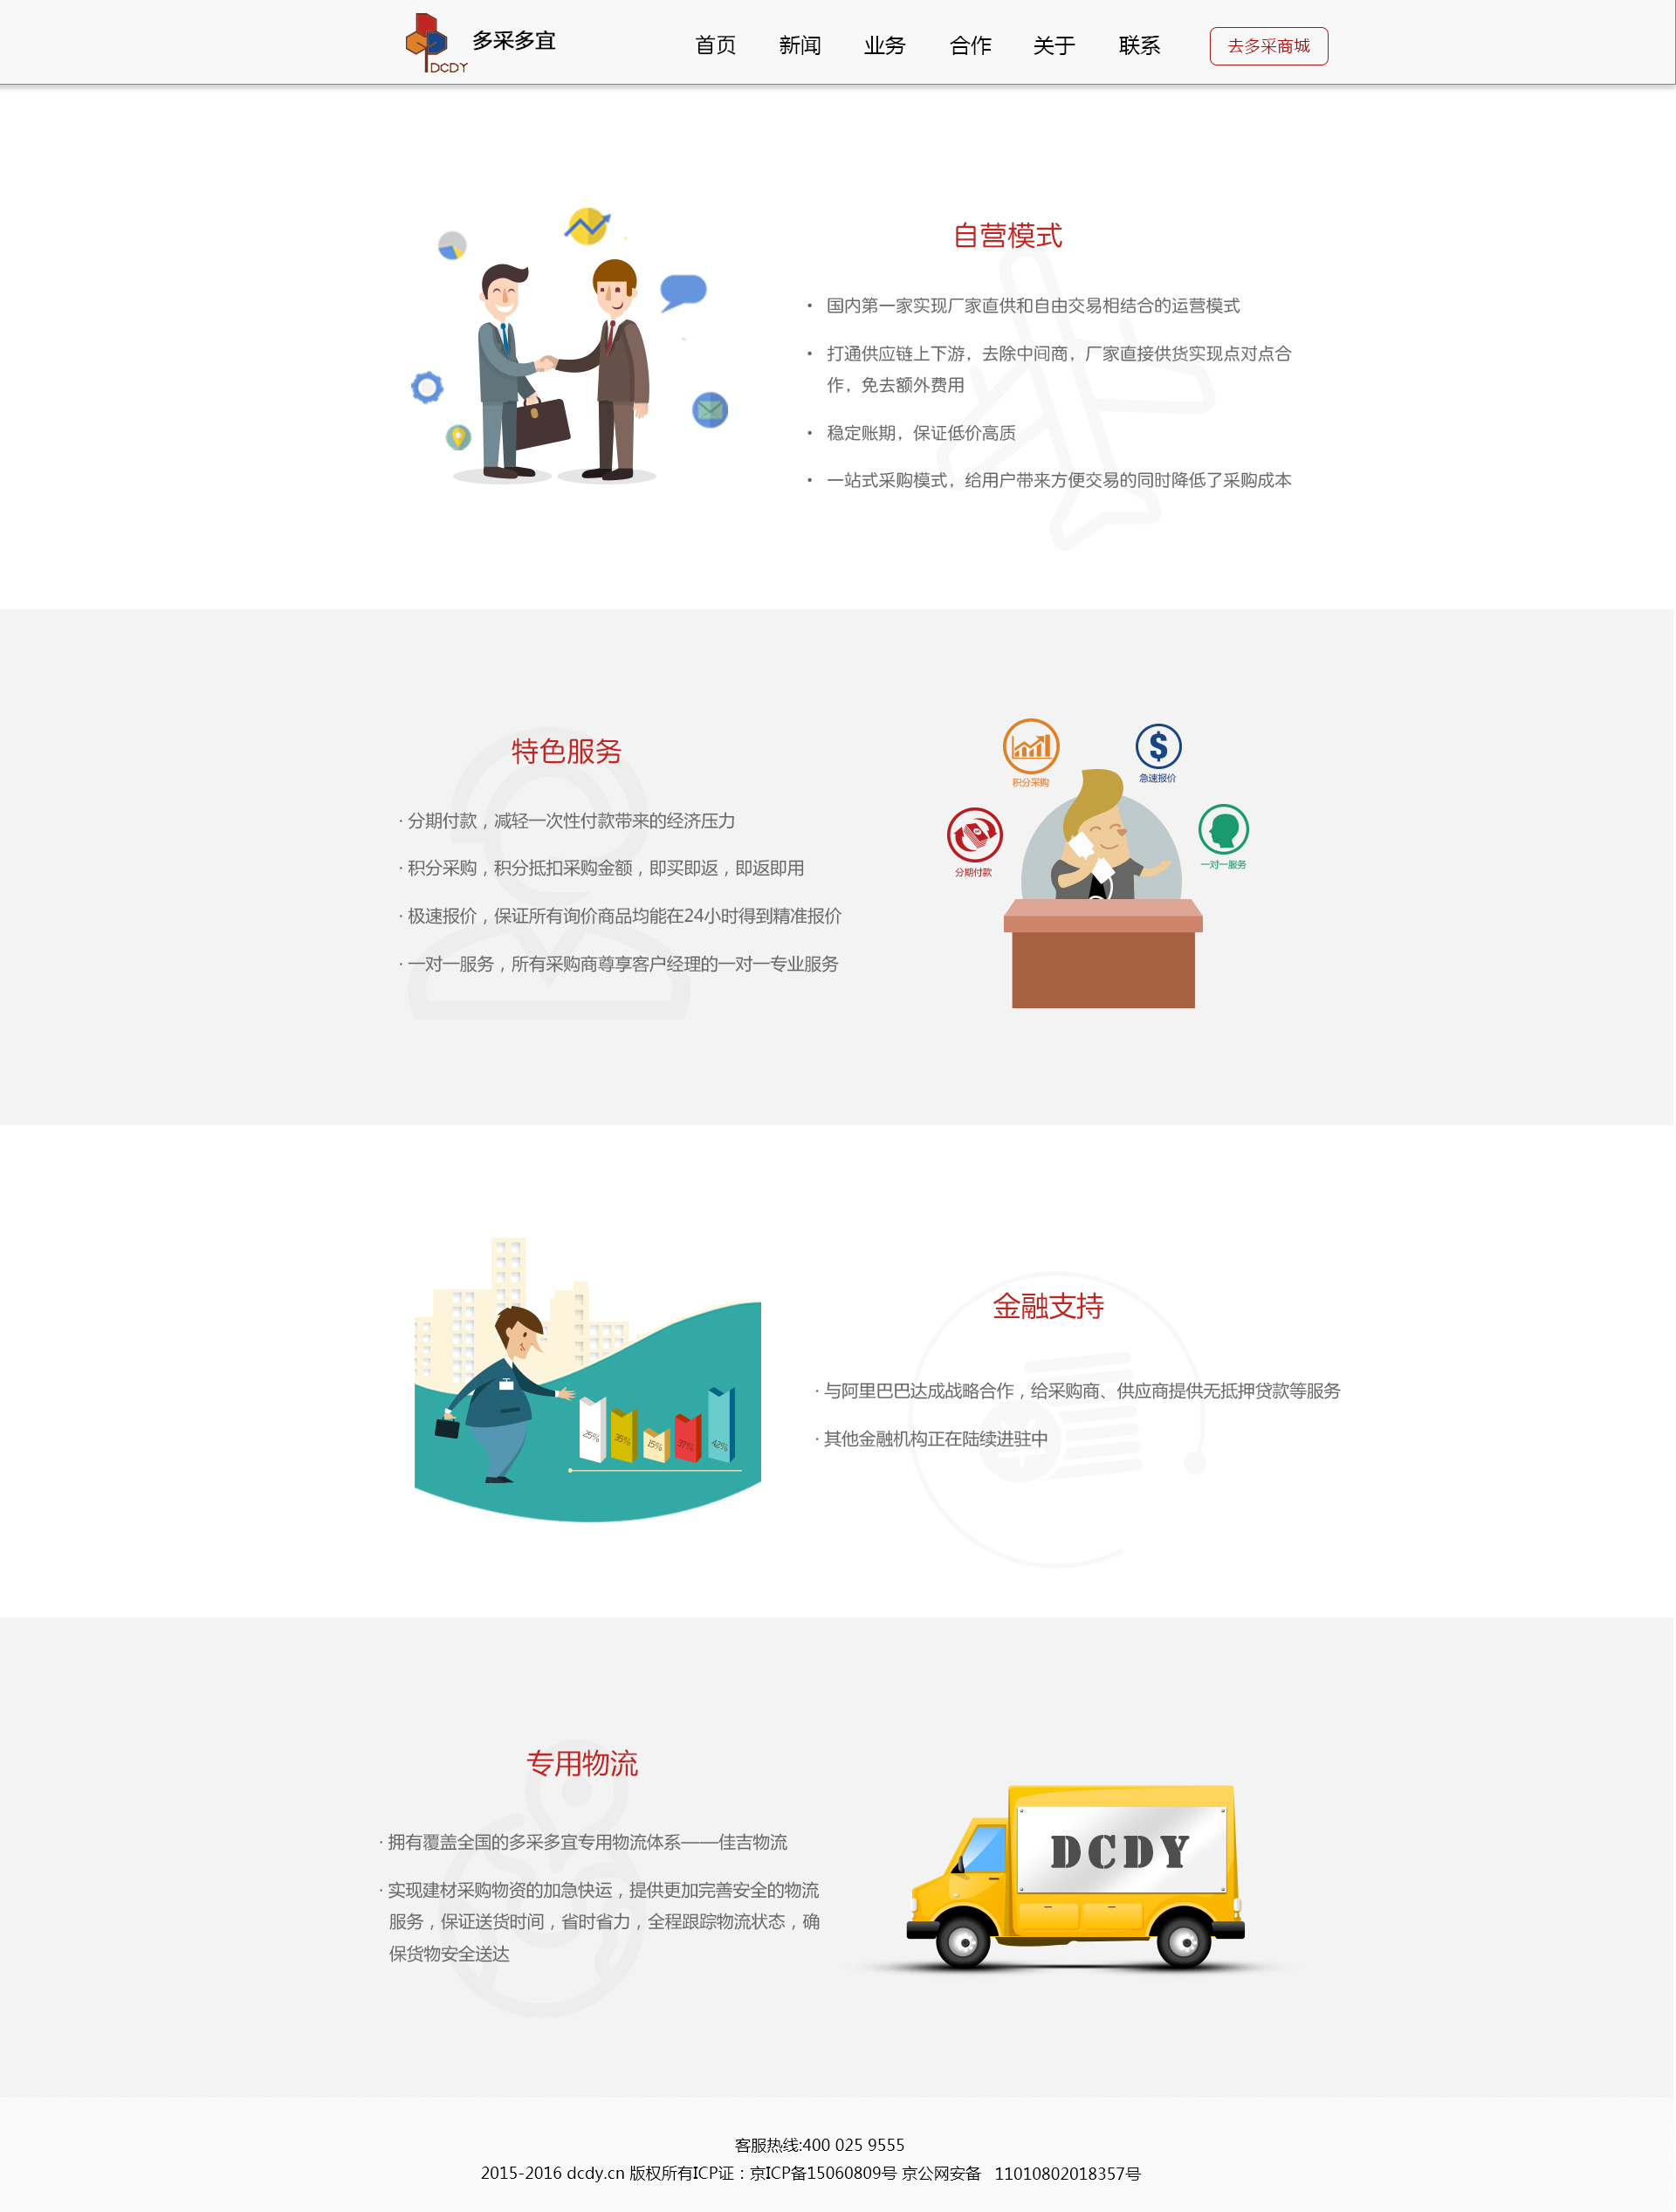 DCDY
多采多宜
首页 新闻 业务 合作 关于 联系 去多采商城
自营模式
• 国内第一家实现厂家直供和自由交易相结合的运营模式
• 打通供应链上下游，去除中间商，厂家直接供货实现点对点合
作，免去额外费用
• 稳定账期，保证低价高质
• 一站式采购模式，给用户带来方便交易的同时降低了采购成本
特色服务
· 分期付款，减轻一次性付款带来的经济压力
· 积分采购，积分抵扣采购金额，即买即返，即返即用
· 极速报价，保证所有询价商品均能在24小时得到精准报价
· 一对一服务，所有采购商尊享客户经理的一对一专业服务
积分采购
急速报价
分期付款
一对一服务
25% 35% 15% 37% 42%
金融支持
· 与阿里巴巴达成战略合作，给采购商、供应商提供无抵押贷款等服务
· 其他金融机构正在陆续进驻中
专用物流
· 拥有覆盖全国的多采多宜专用物流体系——佳吉物流
· 实现建材采购物资的加急快运，提供更加完善安全的物流
服务，保证送货时间，省时省力，全程跟踪物流状态，确
保货物安全送达
DCDY
客服热线:400 025 9555
2015-2016 dcdy.cn 版权所有ICP证：京ICP备15060809号 京公网安备 11010802018357号